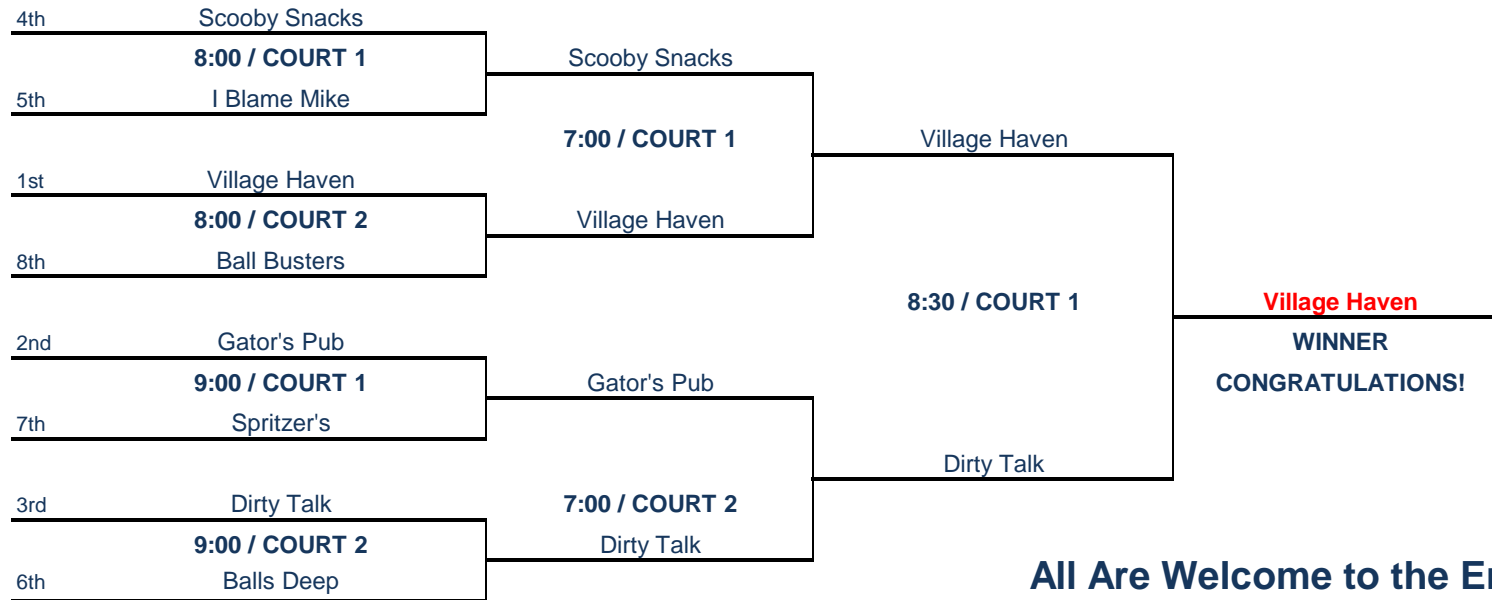 4th Scooby Snacks
8:00 / COURT 1 Scooby Snacks
5th I Blame Mike
7:00 / COURT 1 Village Haven
1st Village Haven
8:00 / COURT 2 Village Haven
8th Ball Busters
8:30 / COURT 1 Village Haven
2nd Gator's Pub WINNER
9:00 / COURT 1 Gator's Pub CONGRATULATIONS!
7th Spritzer's
Dirty Talk
3rd Dirty Talk 7:00 / COURT 2
9:00 / COURT 2 Dirty Talk
6th Balls Deep All Are Welcome to the